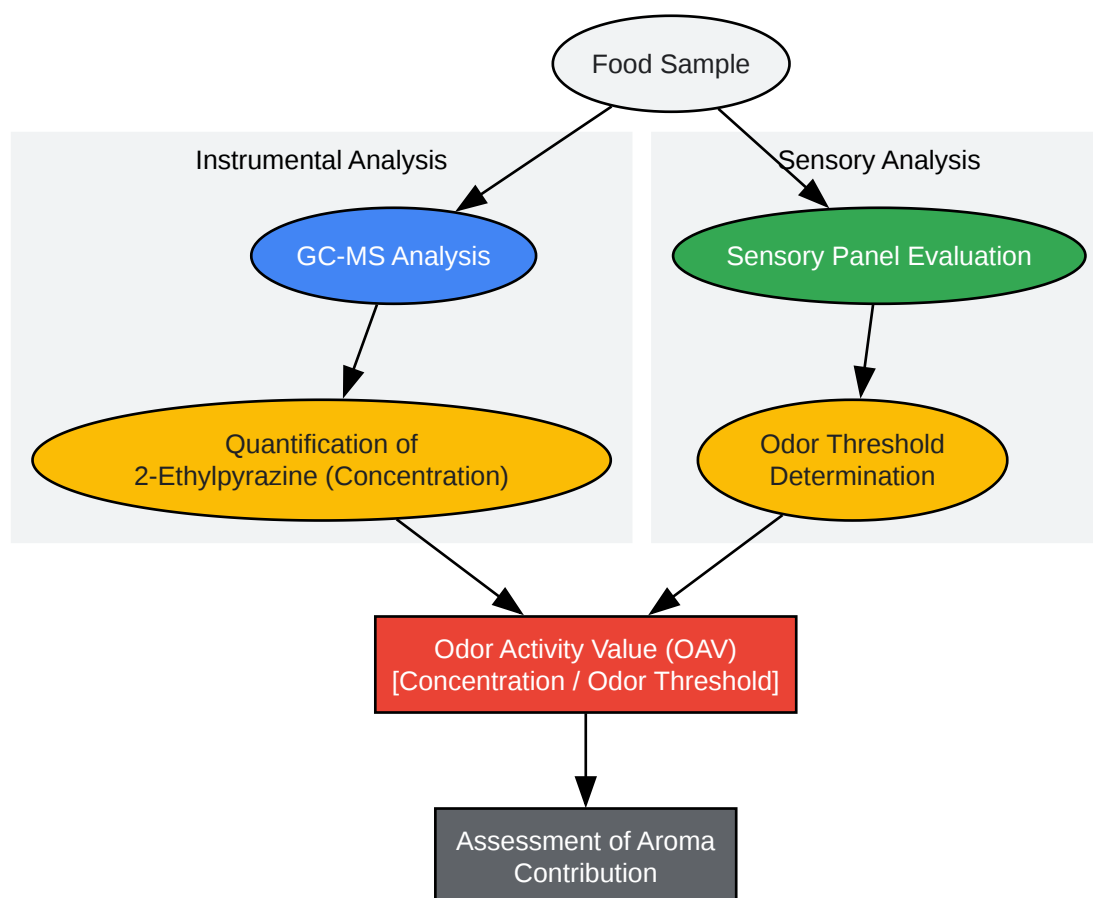 Food Sample
Instrumental Analysis
Sensory Analysis
GC-MS Analysis
Sensory Panel Evaluation
Quantification of
2-Ethylpyrazine (Concentration)
Odor Threshold
Determination
Odor Activity Value (OAV)
[Concentration / Odor Threshold]
Assessment of Aroma
Contribution